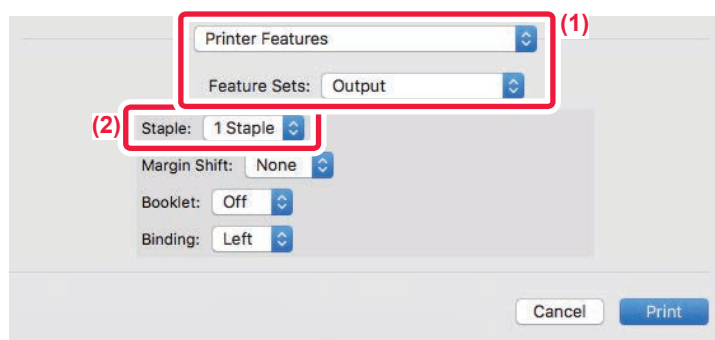 (1)
Printer Features
Feature Sets: Output
(2) Staple: 1 Staple
Margin Shift: None
Booklet: Off
Binding: Left
Cancel Print